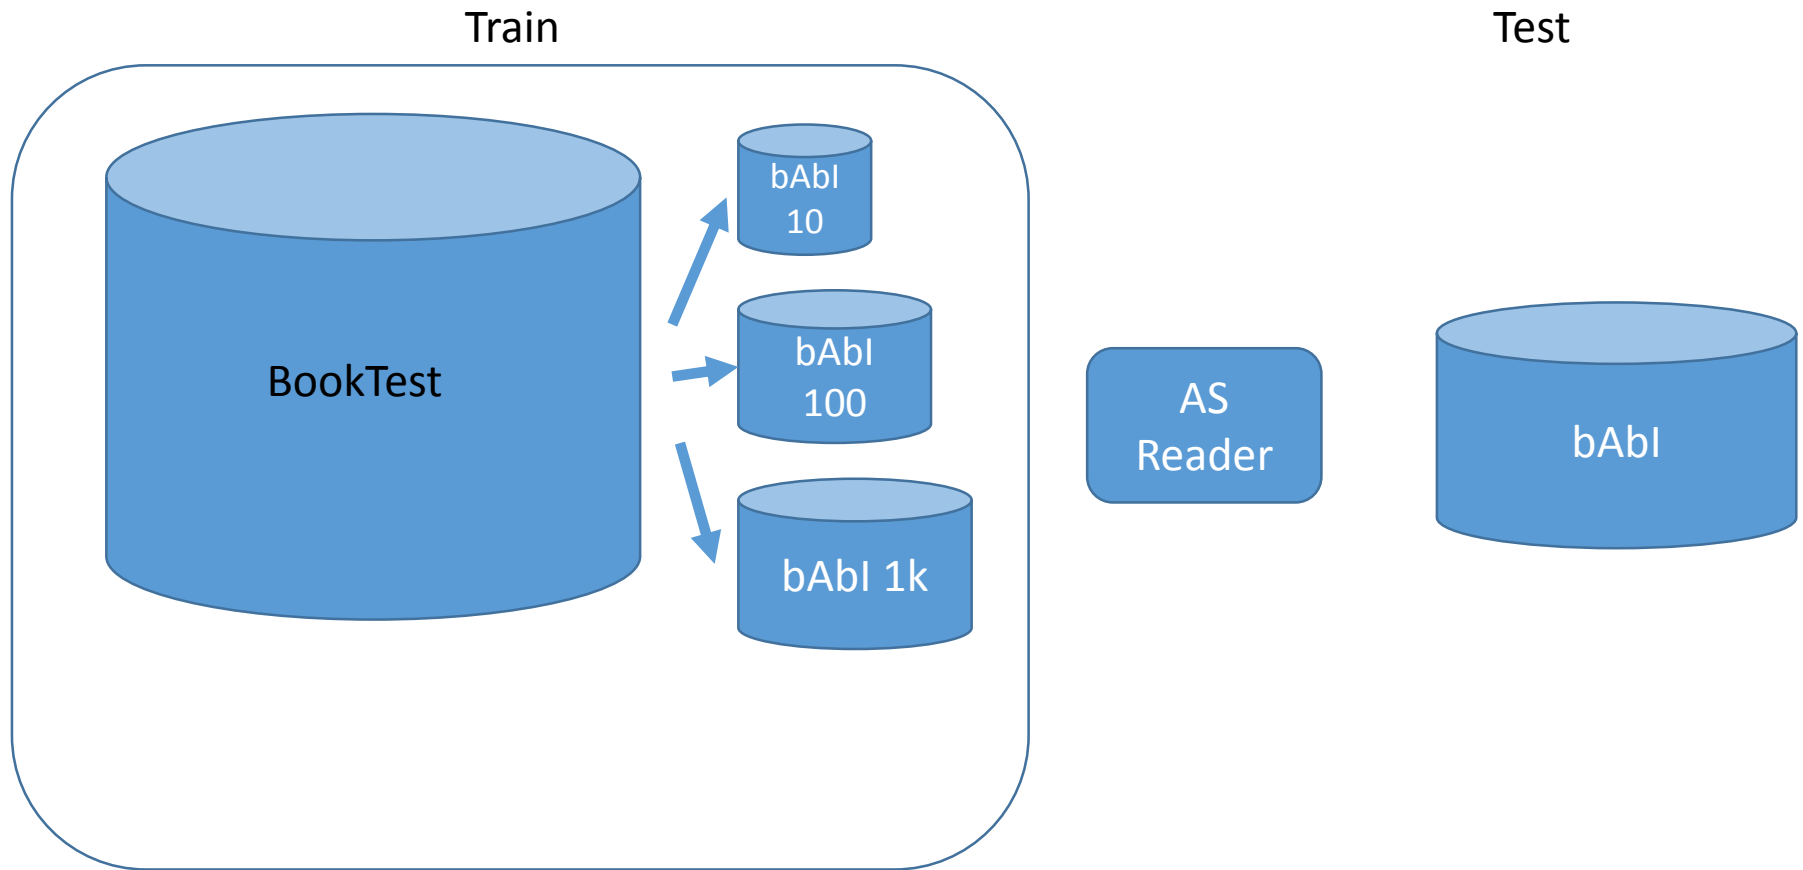 Train
Test
BookTest
bAbI
10
bAbI
100
bAbI 1k
AS
Reader
bAbI